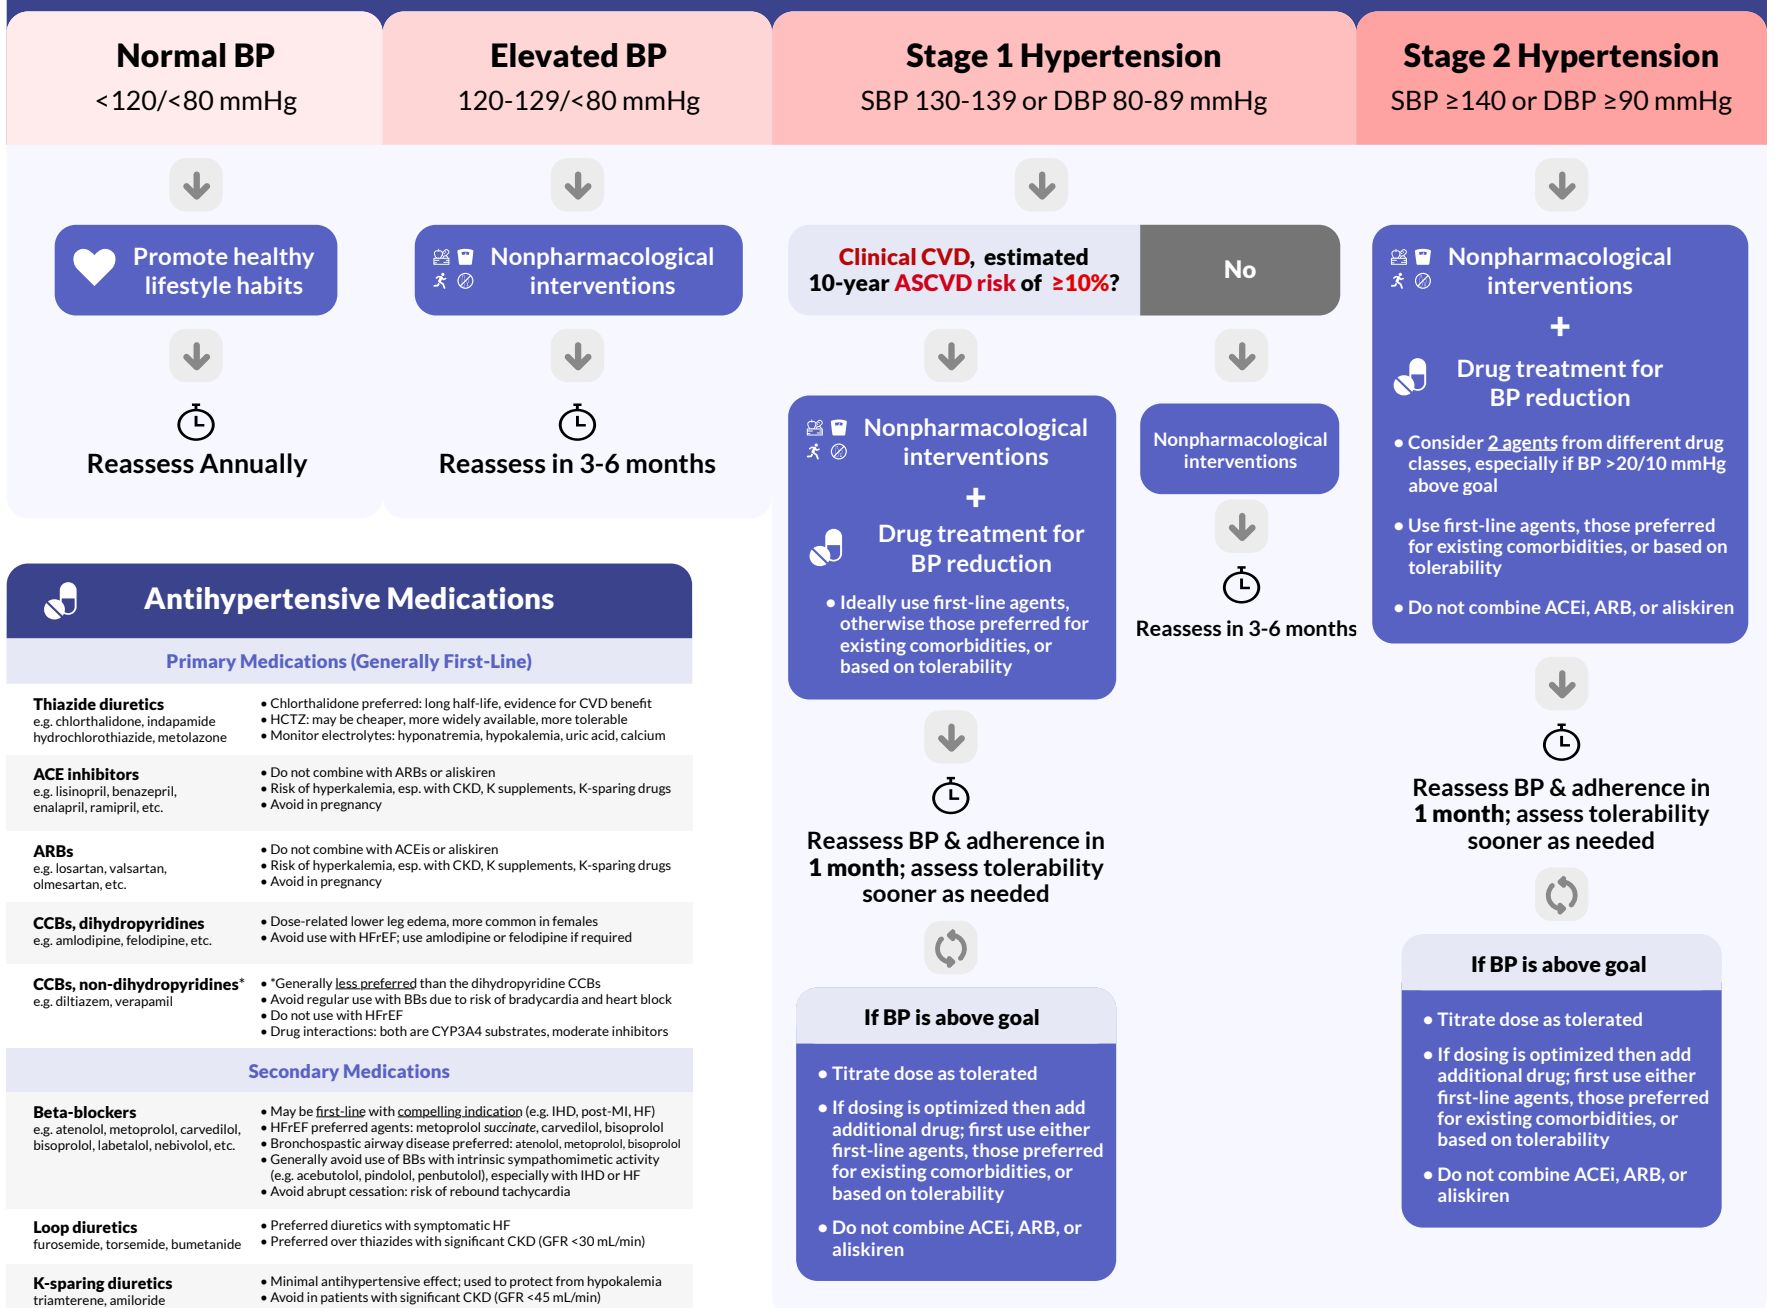 Normal BP
<120/<80 mmHg
Elevated BP
120-129/<80 mmHg
Stage 1 Hypertension
SBP 130-139 or DBP 80-89 mmHg
Stage 2 Hypertension
SBP ≥140 or DBP ≥90 mmHg
Promote healthy
lifestyle habits
Reassess Annually
Nonpharmacological
interventions
Reassess in 3-6 months
Clinical CVD, estimated
10-year ASCVD risk of ≥10%?
No
Nonpharmacological
interventions
+
Drug treatment for
BP reduction
• Ideally use first-line agents,
otherwise those preferred for
existing comorbidities, or
based on tolerability
Reassess BP & adherence in
1 month; assess tolerability
sooner as needed
If BP is above goal
• Titrate dose as tolerated
• If dosing is optimized then add
additional drug; first use either
first-line agents, those preferred
for existing comorbidities, or
based on tolerability
• Do not combine ACEi, ARB, or
aliskiren
Nonpharmacological
interventions
Reassess in 3-6 months
Nonpharmacological
interventions
+
Drug treatment for
BP reduction
• Consider 2 agents from different drug
classes, especially if BP >20/10 mmHg
above goal
• Use first-line agents, those preferred
for existing comorbidities, or based on
tolerability
• Do not combine ACEi, ARB, or aliskiren
Reassess BP & adherence in
1 month; assess tolerability
sooner as needed
If BP is above goal
• Titrate dose as tolerated
• If dosing is optimized then add
additional drug; first use either
first-line agents, those preferred
for existing comorbidities, or
based on tolerability
• Do not combine ACEi, ARB, or
aliskiren
Antihypertensive Medications
Primary Medications (Generally First-Line)
Thiazide diuretics
e.g. chlorthalidone, indapamide
hydrochlorothiazide, metolazone
• Chlorthalidone preferred: long half-life, evidence for CVD benefit
• HCTZ: may be cheaper, more widely available, more tolerable
• Monitor electrolytes: hyponatremia, hypokalemia, uric acid, calcium
ACE inhibitors
e.g. lisinopril, benazepril,
enalapril, ramipril, etc.
• Do not combine with ARBs or aliskiren
• Risk of hyperkalemia, esp. with CKD, K supplements, K-sparing drugs
• Avoid in pregnancy
ARBs
e.g. losartan, valsartan,
olmesartan, etc.
• Do not combine with ACEis or aliskiren
• Risk of hyperkalemia, esp. with CKD, K supplements, K-sparing drugs
• Avoid in pregnancy
CCBs, dihydropyridines
e.g. amlodipine, felodipine, etc.
• Dose-related lower leg edema, more common in females
• Avoid use with HFrEF; use amlodipine or felodipine if required
CCBs, non-dihydropyridines*
e.g. diltiazem, verapamil
• *Generally less preferred than the dihydropyridine CCBs
• Avoid regular use with BBs due to risk of bradycardia and heart block
• Do not use with HFrEF
• Drug interactions: both are CYP3A4 substrates, moderate inhibitors
Secondary Medications
Beta-blockers
e.g. atenolol, metoprolol, carvedilol,
bisoprolol, labetalol, nebivolol, etc.
• May be first-line with compelling indication (e.g. IHD, post-MI, HF)
• HFrEF preferred agents: metoprolol succinate, carvedilol, bisoprolol
• Bronchospastic airway disease preferred: atenolol, metoprolol, bisoprolol
• Generally avoid use of BBs with intrinsic sympathomimetic activity
(e.g. acebutolol, pindolol, penbutolol), especially with IHD or HF
• Avoid abrupt cessation: risk of rebound tachycardia
Loop diuretics
furosemide, torsemide, bumetanide
• Preferred diuretics with symptomatic HF
• Preferred over thiazides with significant CKD (GFR <30 mL/min)
K-sparing diuretics
triamterene, amiloride
• Minimal antihypertensive effect; used to protect from hypokalemia
• Avoid in patients with significant CKD (GFR <45 mL/min)